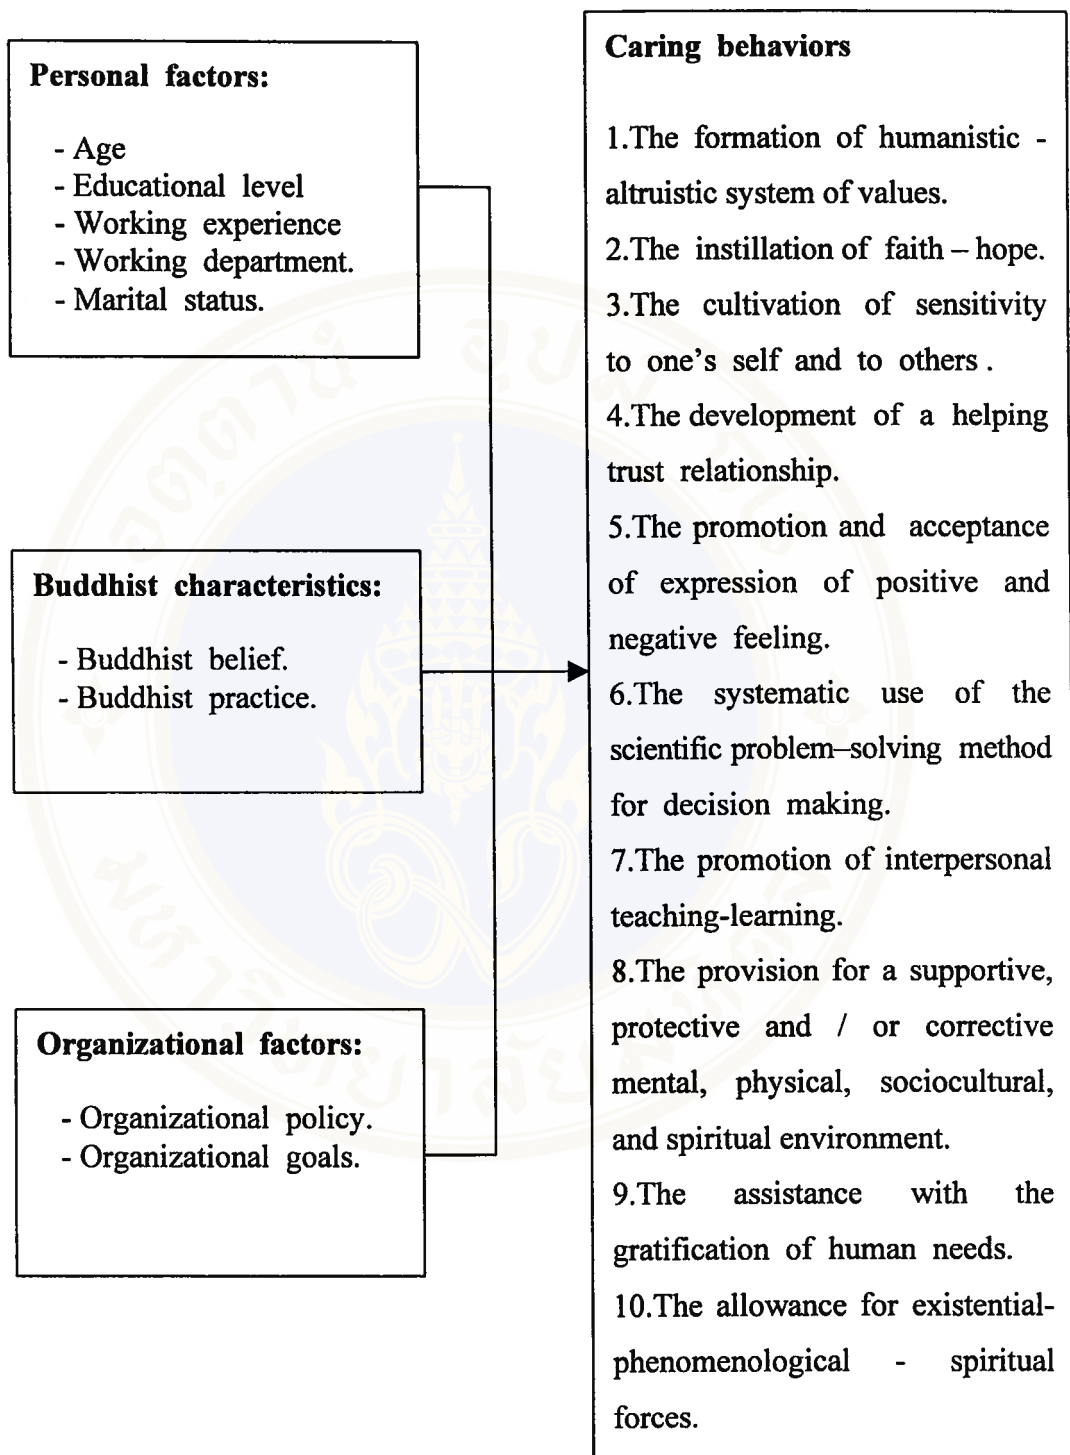 Personal factors:
- Age
- Educational level
- Working experience
- Working department.
- Marital status.
Buddhist characteristics:
- Buddhist belief.
- Buddhist practice.
Organizational factors:
- Organizational policy.
- Organizational goals.
Caring behaviors
1.The formation of humanistic -
altruistic system of values.
2.The instillation of faith – hope.
3.The cultivation of sensitivity
to one's self and to others .
4.The development of a helping
trust relationship.
5.The promotion and acceptance
of expression of positive and
negative feeling.
6.The systematic use of the
scientific problem–solving method
for decision making.
7.The promotion of interpersonal
teaching-learning.
8.The provision for a supportive,
protective and / or corrective
mental, physical, sociocultural,
and spiritual environment.
9.The assistance with the
gratification of human needs.
10.The allowance for existential-
phenomenological - spiritual
forces.